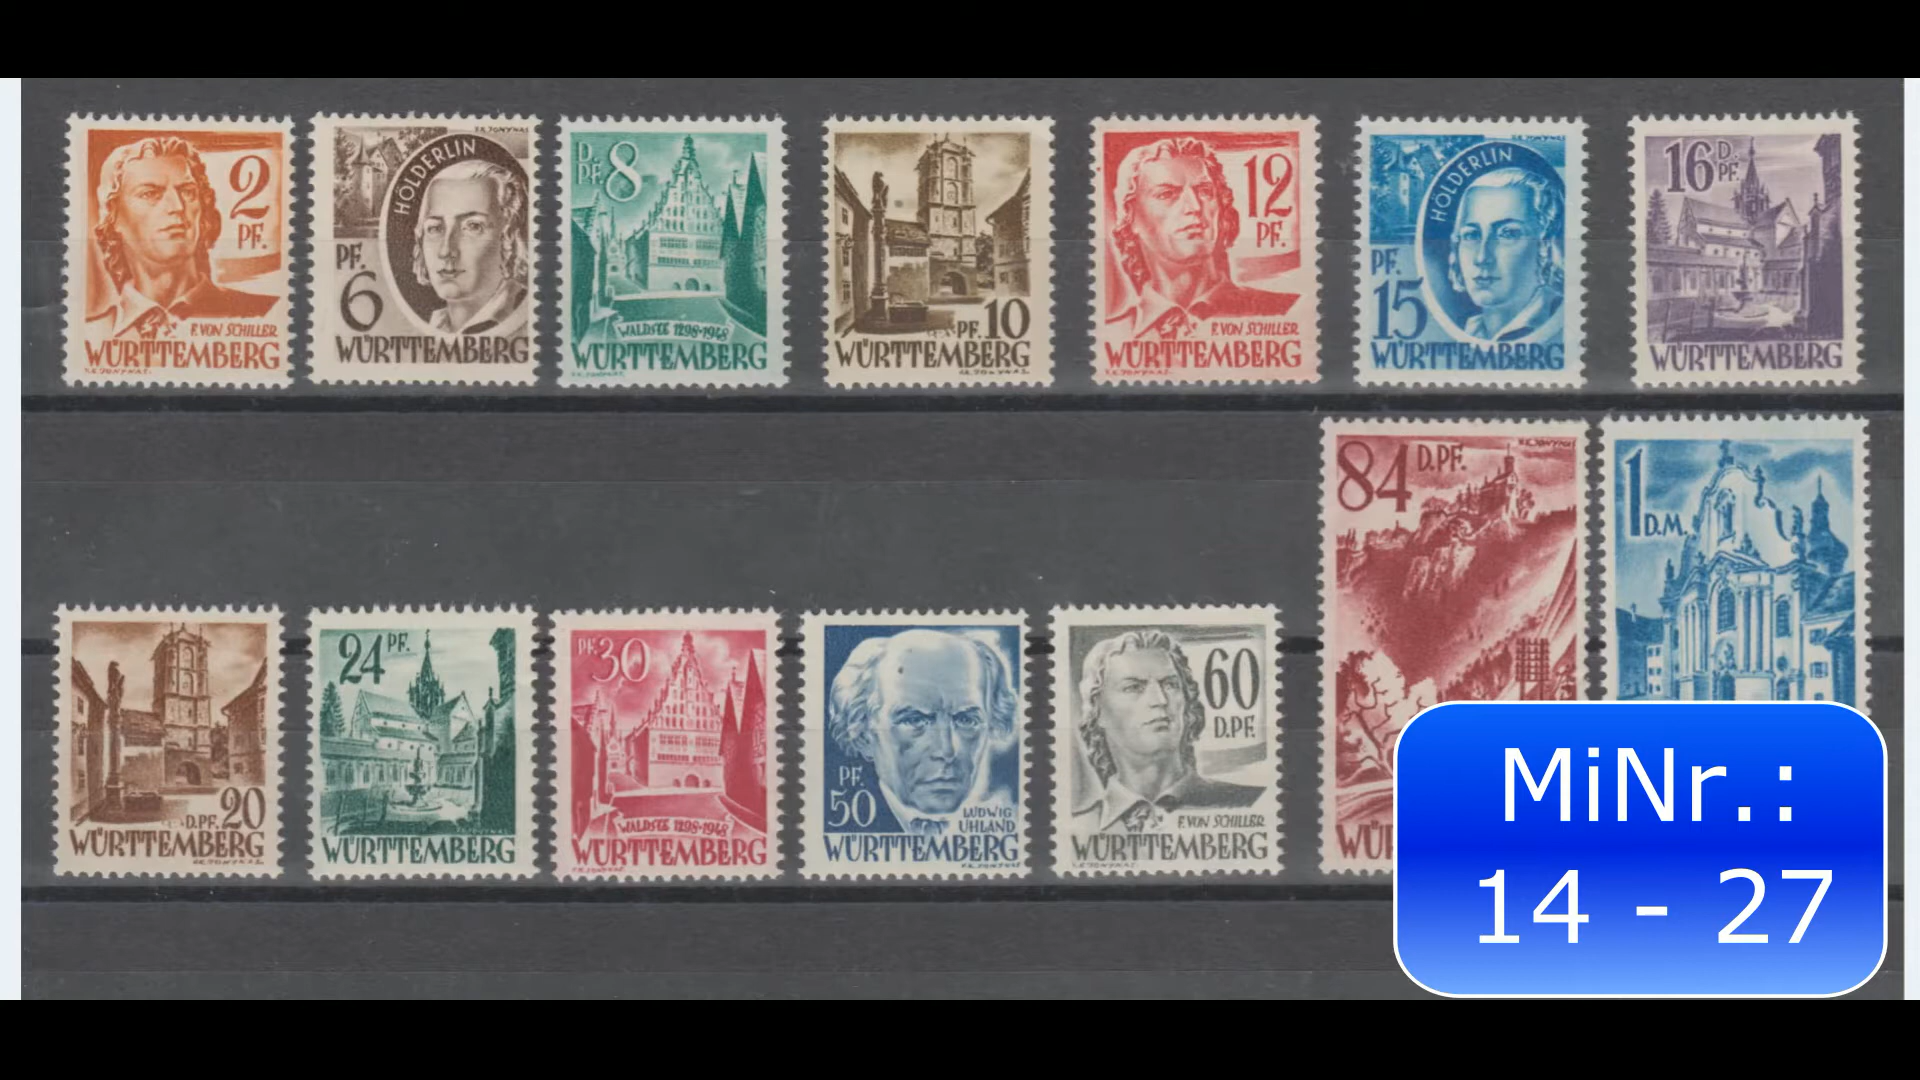 2
PF.
F. VON SCHILLER
WÜRTTEMBERG
HÖLDERLIN
PF.
6
WÜRTTEMBERG
D.
PF. 8
WALDSEE 1298-1948
WÜRTTEMBERG
PF. 10
WÜRTTEMBERG
12
PF.
F. VON SCHILLER
WÜRTTEMBERG
HÖLDERLIN
PF.
15
WÜRTTEMBERG
16 D.
PF.
WÜRTTEMBERG
D.PF. 20
WÜRTTEMBERG
24 PF.
WÜRTTEMBERG
PF. 30
WALDSEE 1298-1948
WÜRTTEMBERG
PF.
50
LUDWIG
UHLAND
WÜRTTEMBERG
60
D.PF.
F. VON SCHILLER
WÜRTTEMBERG
84 D.PF.
1 D.M.
MiNr.:
14 - 27